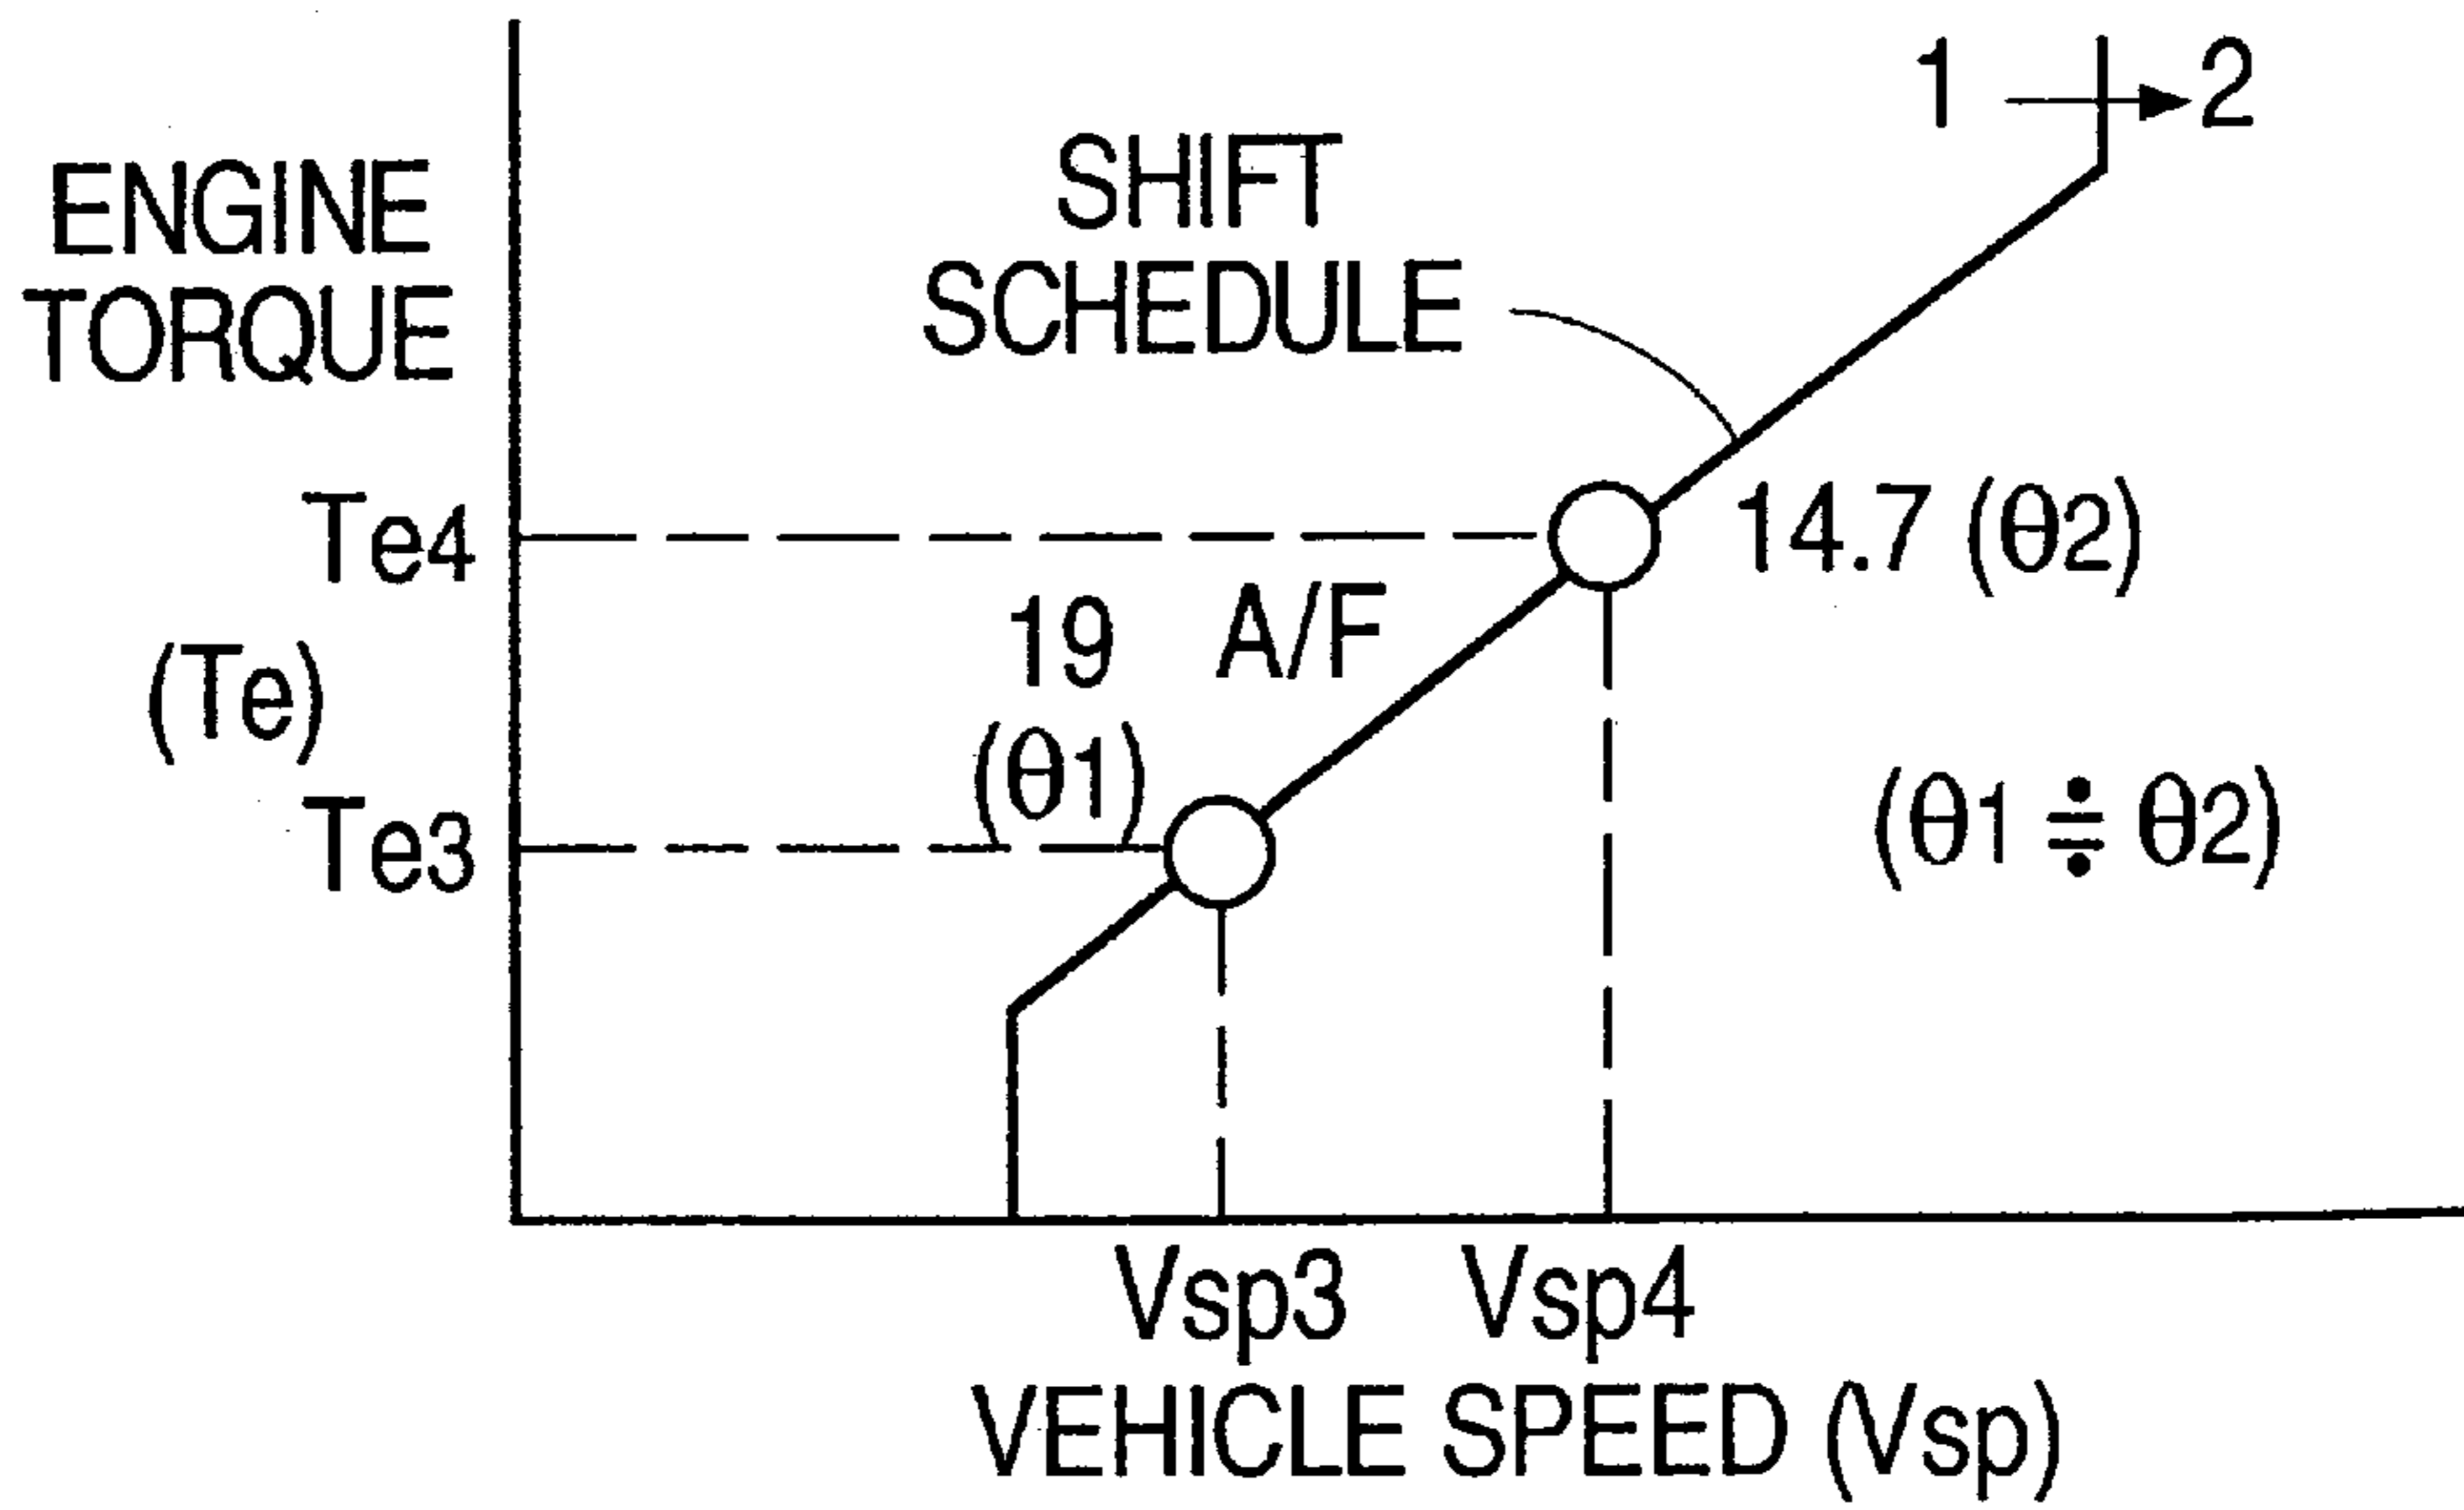 1 → 2
SHIFT
SCHEDULE
ENGINE
TORQUE
Te4
14.7 (θ2)
19 A/F
(θ1)
(Te)
(θ1 ≑ θ2)
Te3
Vsp3 Vsp4
VEHICLE SPEED (Vsp)